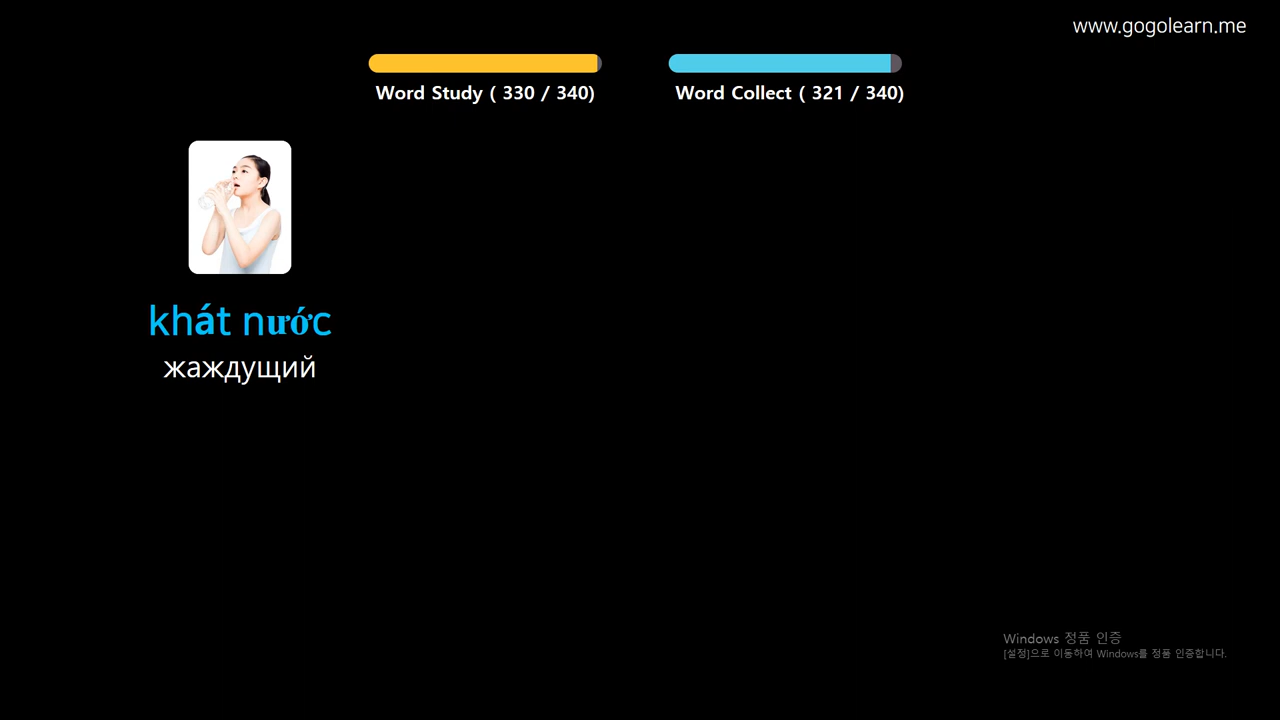 www.gogolearn.me
Word Study ( 330 / 340)
Word Collect ( 321 / 340)
khát nước
жаждущий
Windows 정품 인증
[설정]으로 이동하여 Windows를 정품 인증합니다.